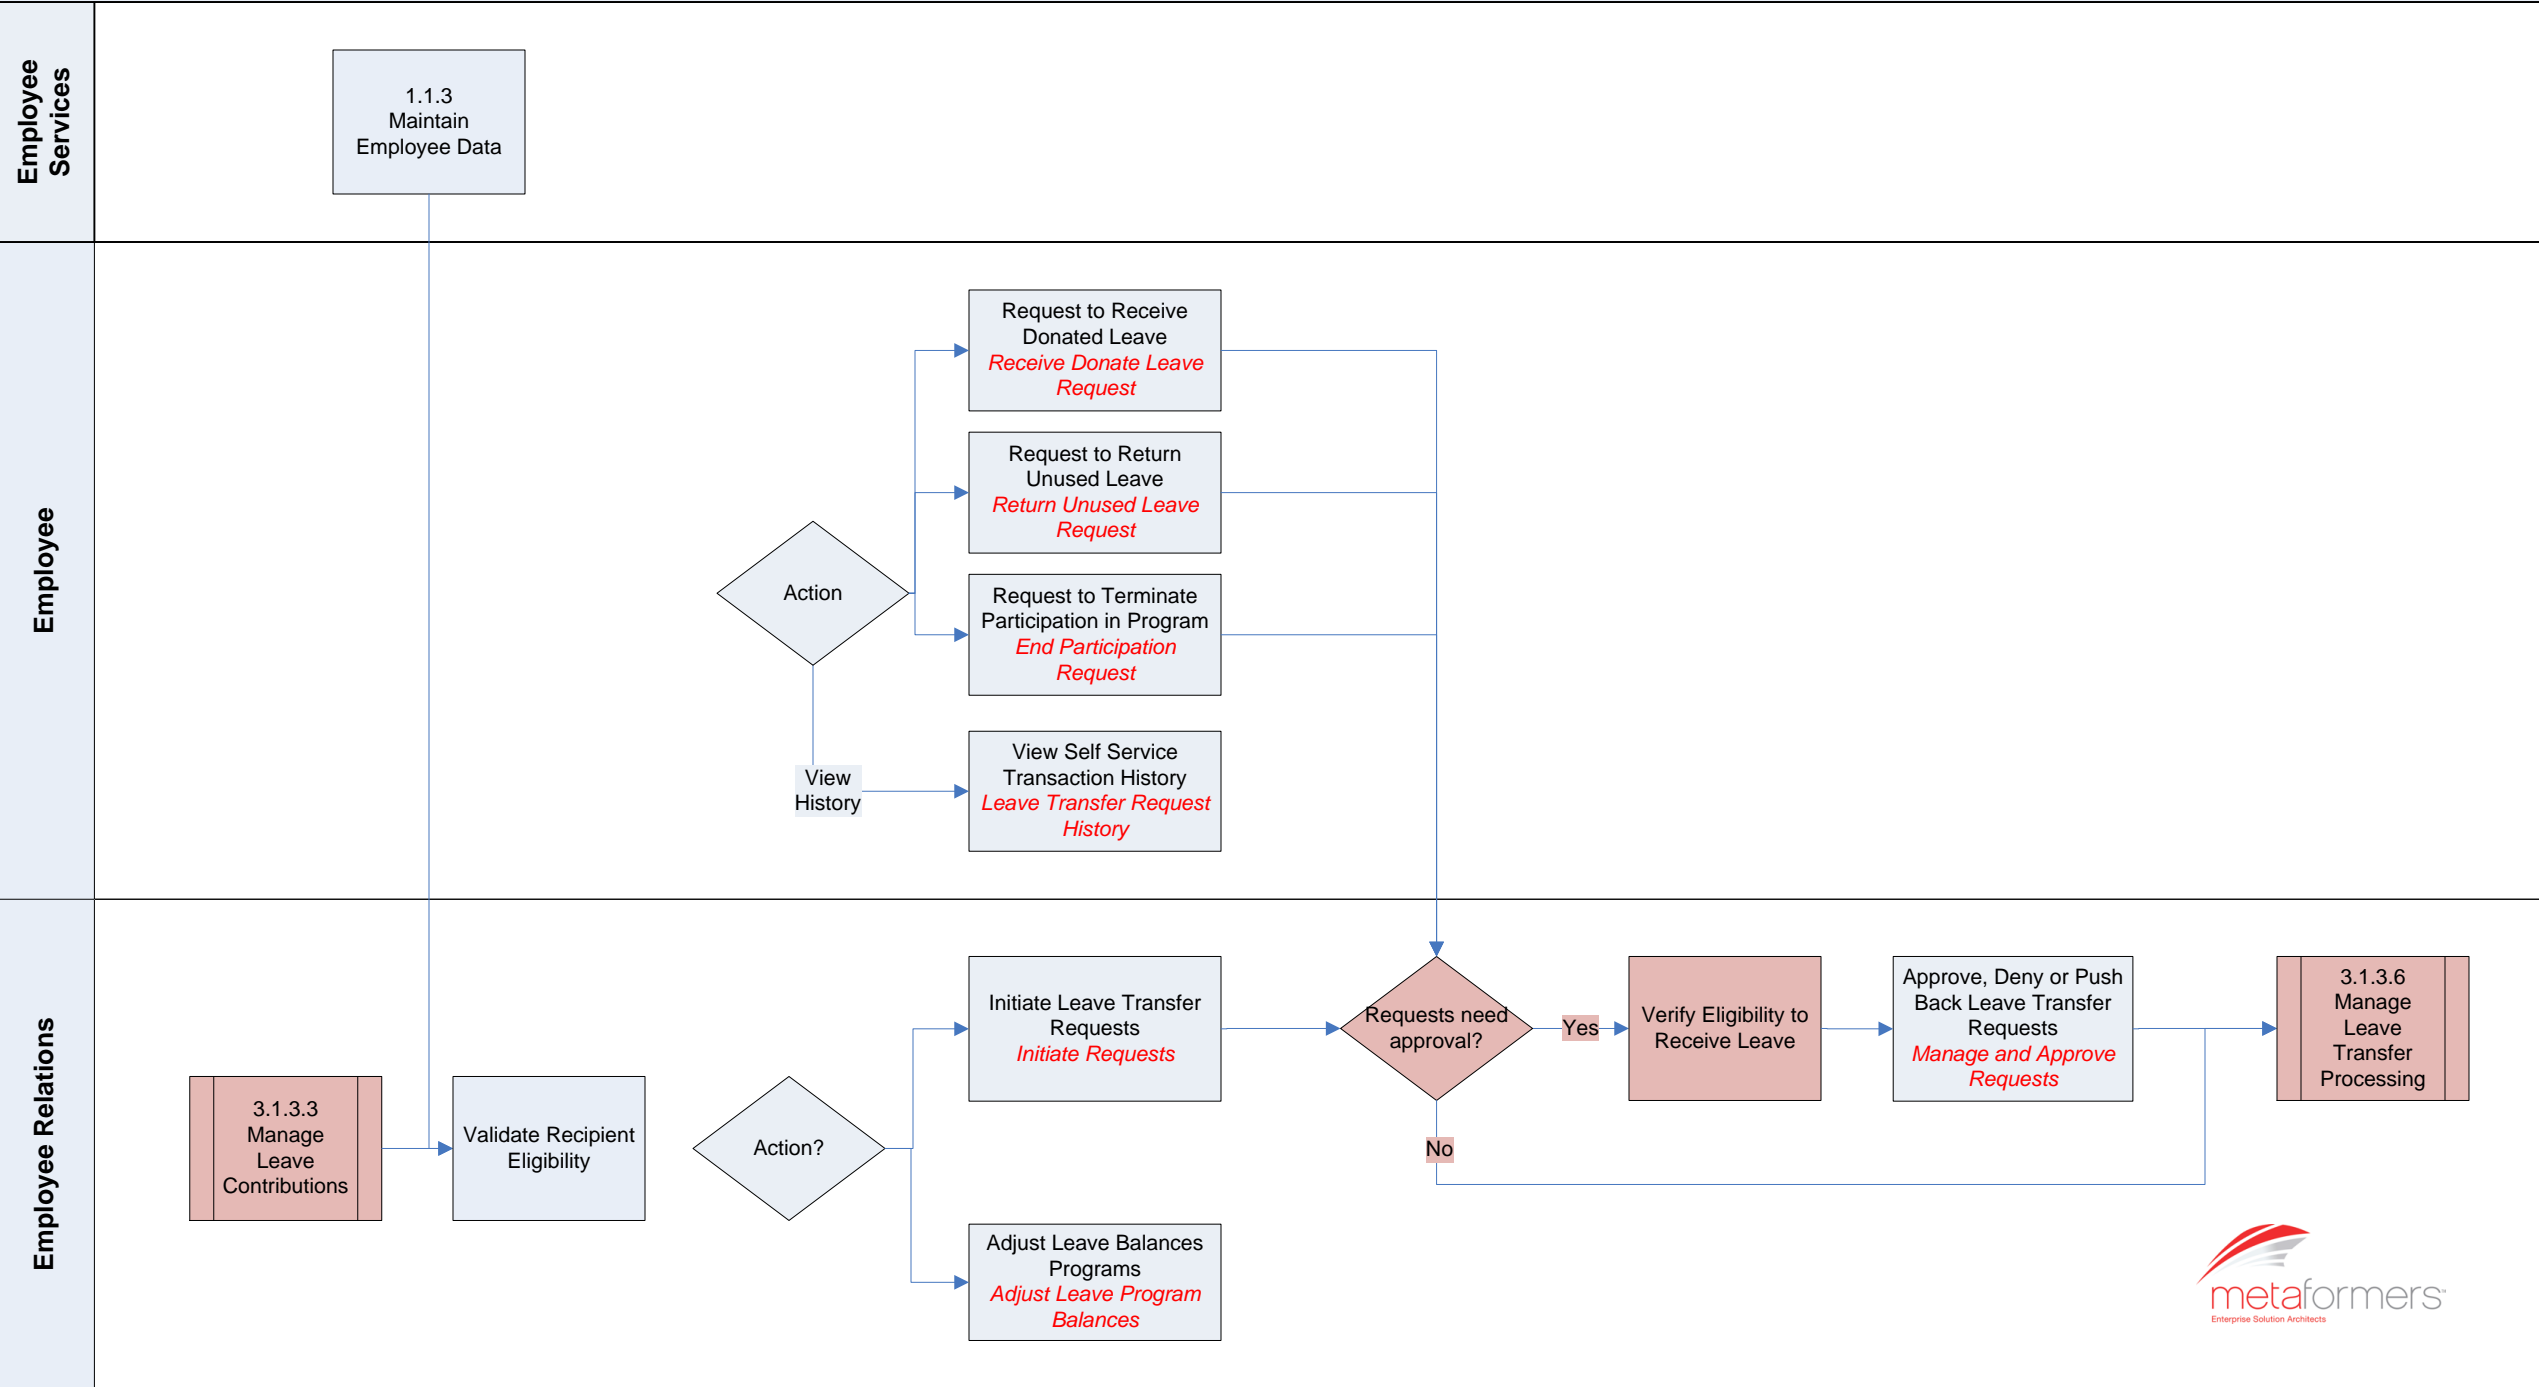 Employee
Services
1.1.3
Maintain
Employee Data
Employee
Request to Receive
Donated Leave
Receive Donate Leave
Request
Request to Return
Unused Leave
Return Unused Leave
Request
Action
Request to Terminate
Participation in Program
End Participation
Request
View
History
View Self Service
Transaction History
Leave Transfer Request
History
Employee Relations
3.1.3.3
Manage
Leave
Contributions
Validate Recipient
Eligibility
Action?
Initiate Leave Transfer
Requests
Initiate Requests
Adjust Leave Balances
Programs
Adjust Leave Program
Balances
Requests need
approval?
Yes
No
Verify Eligibility to
Receive Leave
Approve, Deny or Push
Back Leave Transfer
Requests
Manage and Approve
Requests
3.1.3.6
Manage
Leave
Transfer
Processing
metaformers™
Enterprise Solution Architects